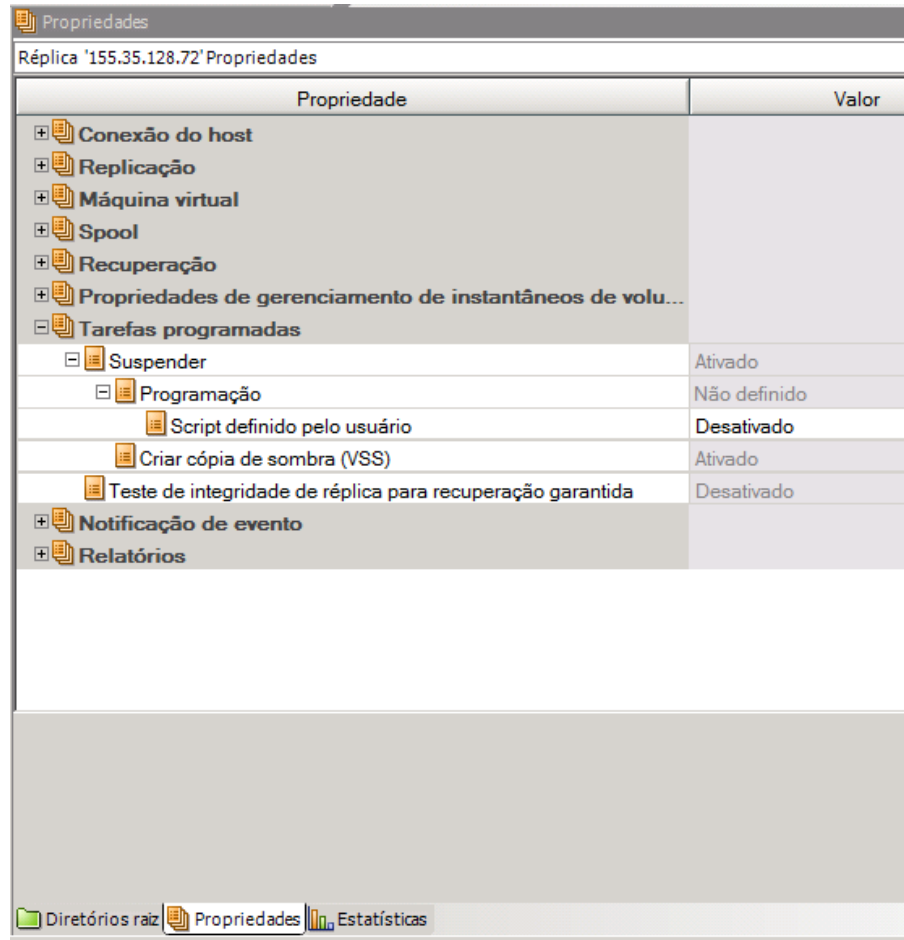 Propriedades
Réplica '155.35.128.72' Propriedades
Propriedade Valor
Conexão do host
Replicação
Máquina virtual
Spool
Recuperação
Propriedades de gerenciamento de instantâneos de volu...
Tarefas programadas
Suspender Ativado
Programação Não definido
Script definido pelo usuário Desativado
Criar cópia de sombra (VSS) Ativado
Teste de integridade de réplica para recuperação garantida Desativado
Notificação de evento
Relatórios
Diretórios raiz Propriedades Estatísticas